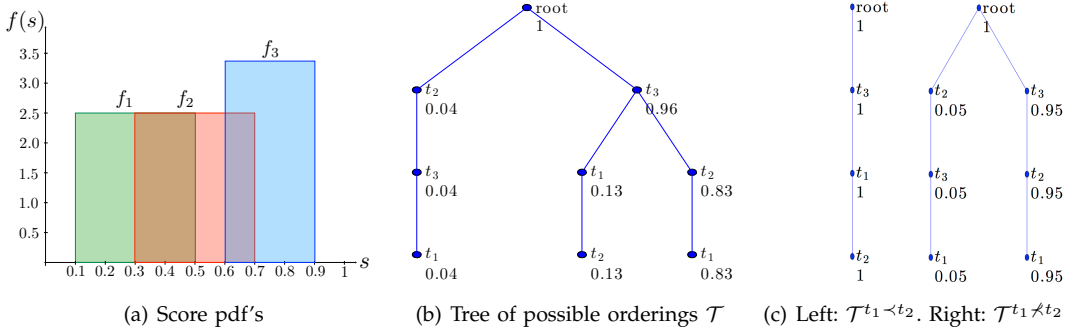 f(s)
3.5
3.0
2.5
2.0
1.5
1.0
0.5
f₁
f₂
f₃
0.1 0.2 0.3 0.4 0.5 0.6 0.7 0.8 0.9 1 s
(a) Score pdf's
root
1
t₂
0.04
t₃
0.96
t₃
0.04
t₁
0.13
t₂
0.83
t₁
0.04
t₂
0.13
t₁
0.83
(b) Tree of possible orderings 𝒯
root
1
t₃
1
t₁
1
t₂
1
root
1
t₂
0.05
t₃
0.95
t₃
0.05
t₂
0.95
t₁
0.05
t₁
0.95
(c) Left: 𝒯^{t₁≺t₂}. Right: 𝒯^{t₁⊀t₂}